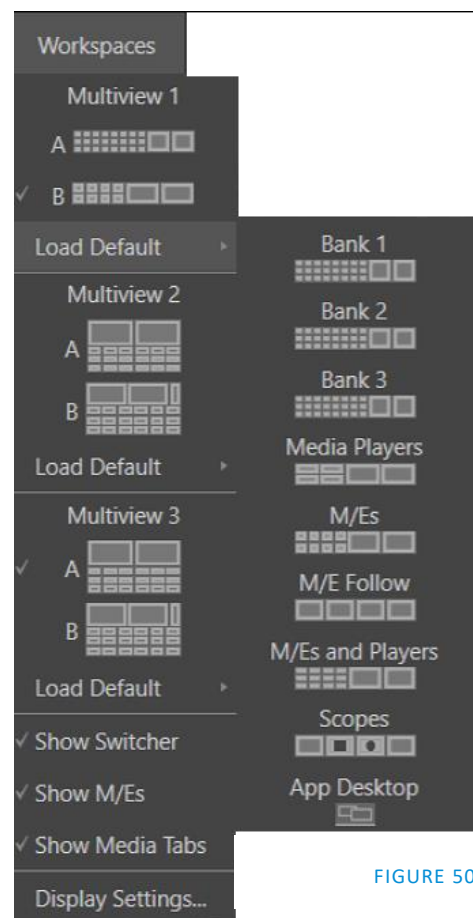 Workspaces
Multiview 1
A
✓ B
Load Default
Multiview 2
A
B
Load Default
Multiview 3
✓ A
B
Load Default
✓ Show Switcher
✓ Show M/Es
✓ Show Media Tabs
Display Settings...
Bank 1
Bank 2
Bank 3
Media Players
M/Es
M/E Follow
M/Es and Players
Scopes
App Desktop
FIGURE 50